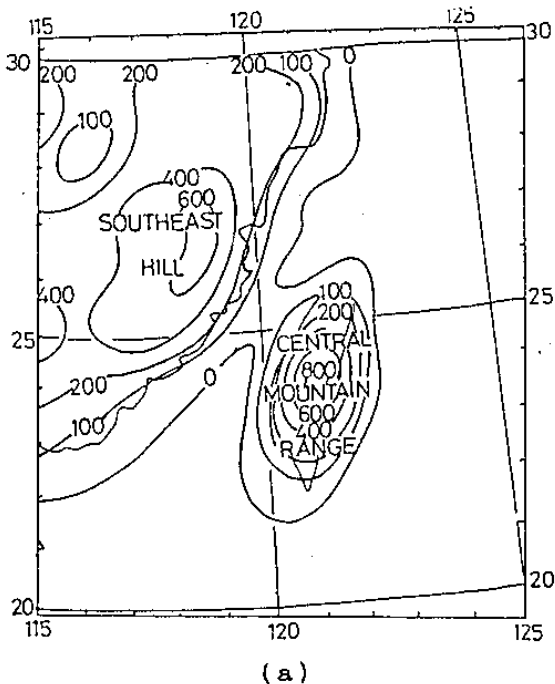 115 120 125
30 200 200 200 100 0 30
100
400
600
SOUTHEAST
HILL
400
100 25
200
25 CENTRAL
800
200 0 MOUNTAIN
100 600
400
RANGE
20 20
115 120 125
(a)